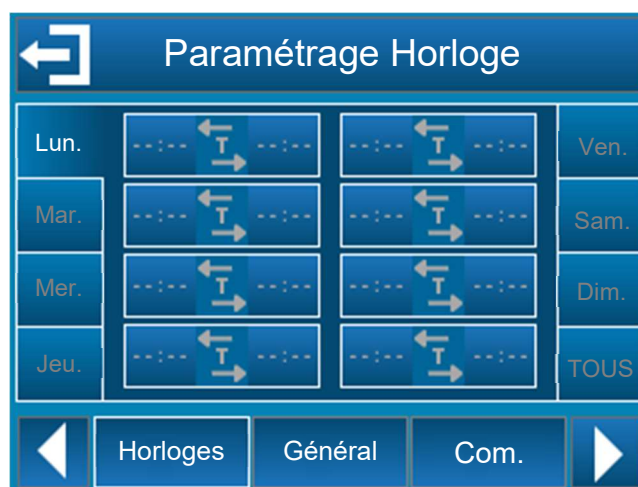 Paramétrage Horloge
Lun. --:-- T --:-- --:-- T --:-- Ven.
Mar. --:-- T --:-- --:-- T --:-- Sam.
Mer. --:-- T --:-- --:-- T --:-- Dim.
Jeu. --:-- T --:-- --:-- T --:-- TOUS
Horloges Général Com.